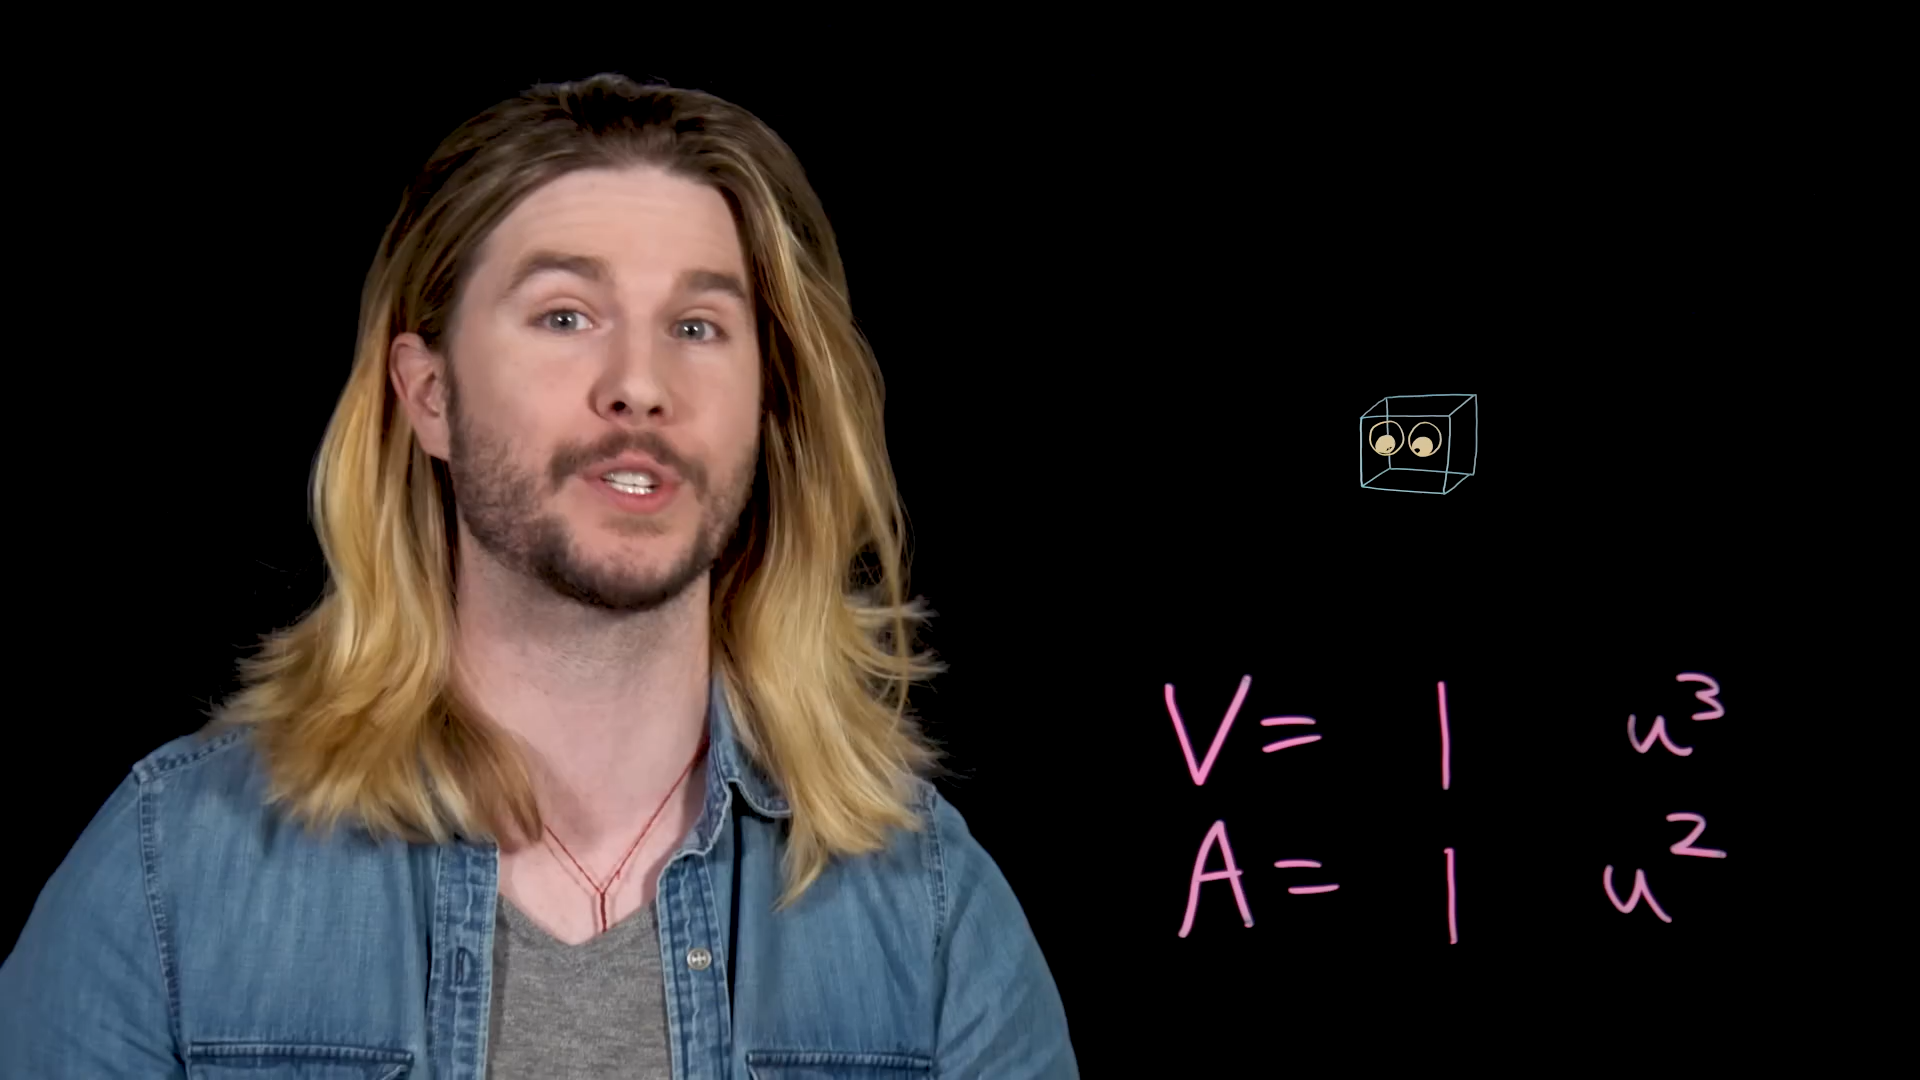 V = 1 u³
A = 1 u²